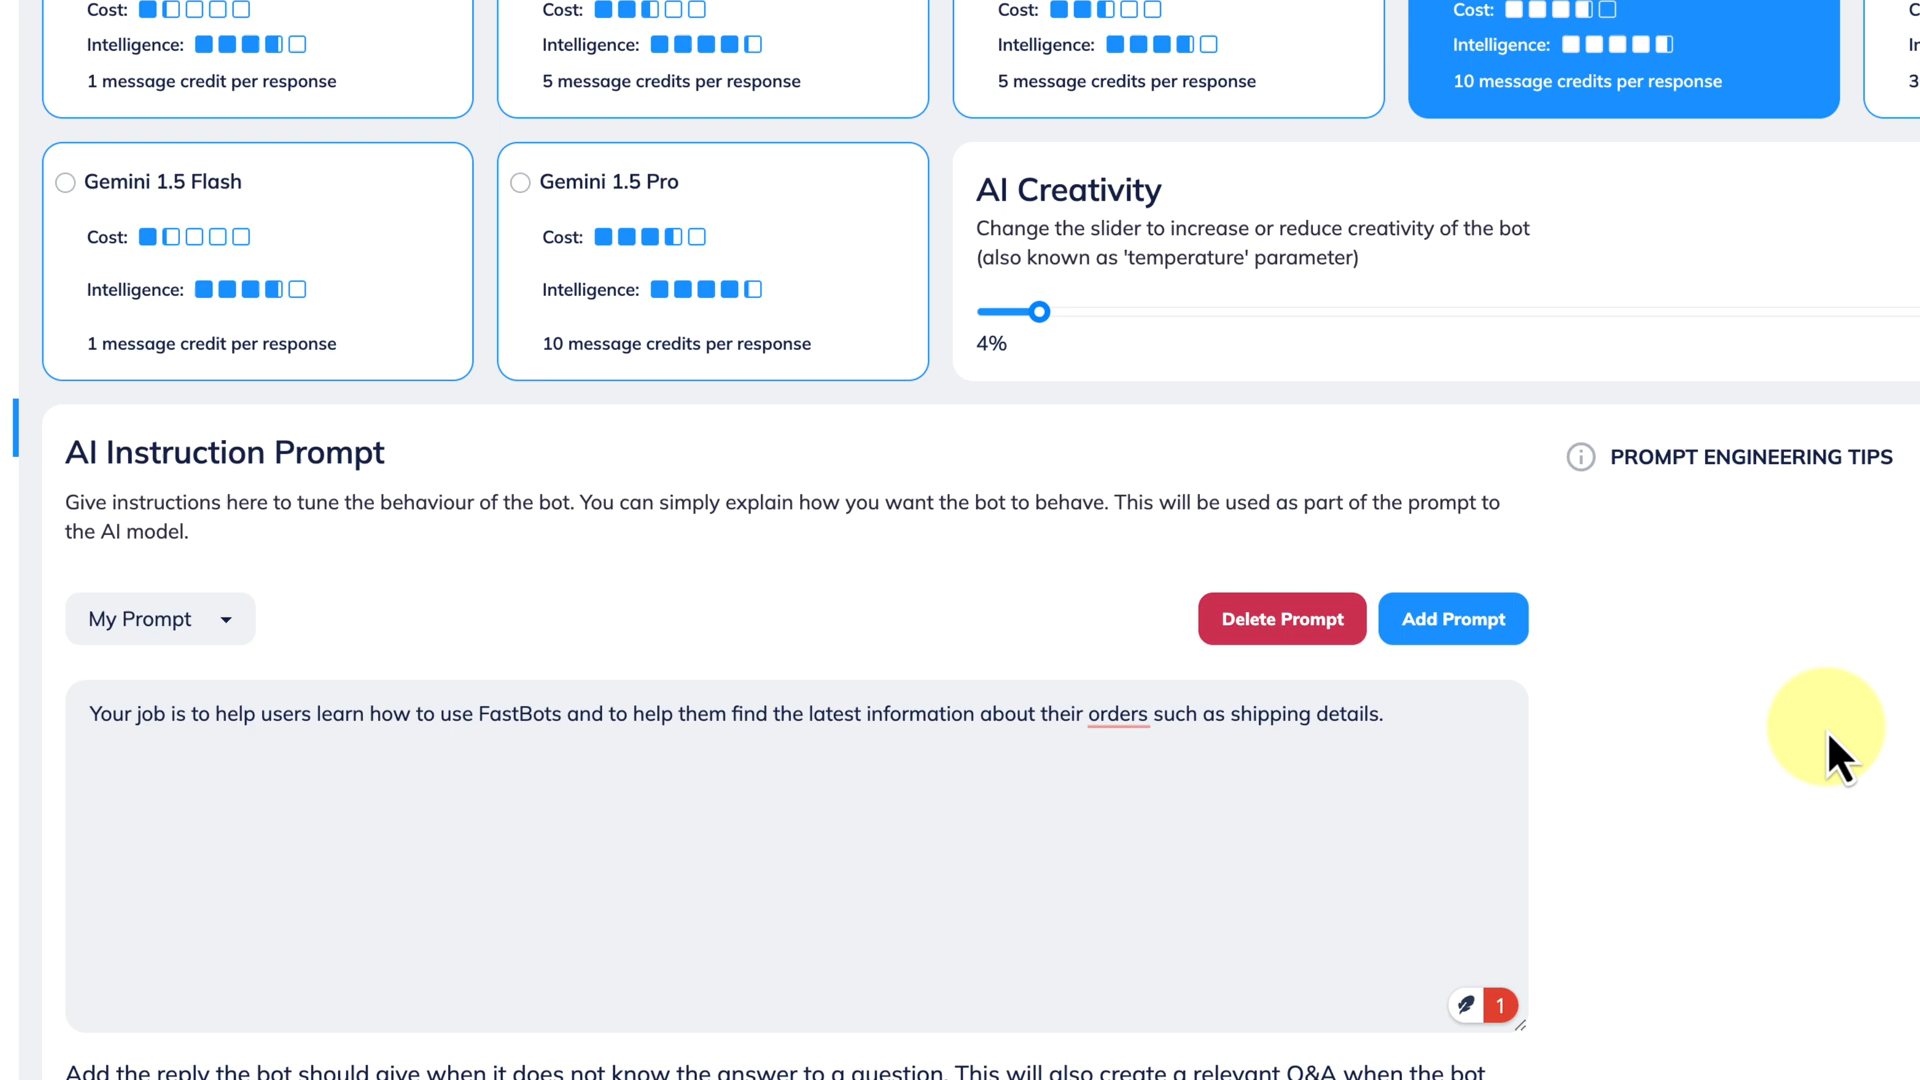 Cost:
Cost:
Cost:
Cost:
Intelligence:
Intelligence:
Intelligence:
Intelligence:
1 message credit per response
5 message credits per response
5 message credits per response
10 message credits per response
3
Gemini 1.5 Flash
Cost:
Intelligence:
1 message credit per response
Gemini 1.5 Pro
Cost:
Intelligence:
10 message credits per response
AI Creativity
Change the slider to increase or reduce creativity of the bot
(also known as 'temperature' parameter)
4%
AI Instruction Prompt
PROMPT ENGINEERING TIPS
Give instructions here to tune the behaviour of the bot. You can simply explain how you want the bot to behave. This will be used as part of the prompt to
the AI model.
My Prompt
Delete Prompt
Add Prompt
Your job is to help users learn how to use FastBots and to help them find the latest information about their orders such as shipping details.
1
Add the reply the bot should give when it does not know the answer to a question. This will also create a relevant Q&A when the bot